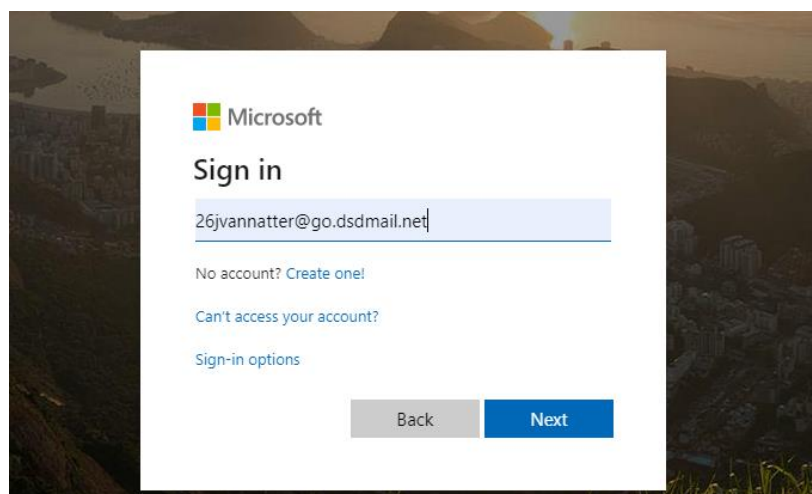 Microsoft
Sign in
26jvannatter@go.dsdmail.net
No account? Create one!
Can't access your account?
Sign-in options
Back
Next